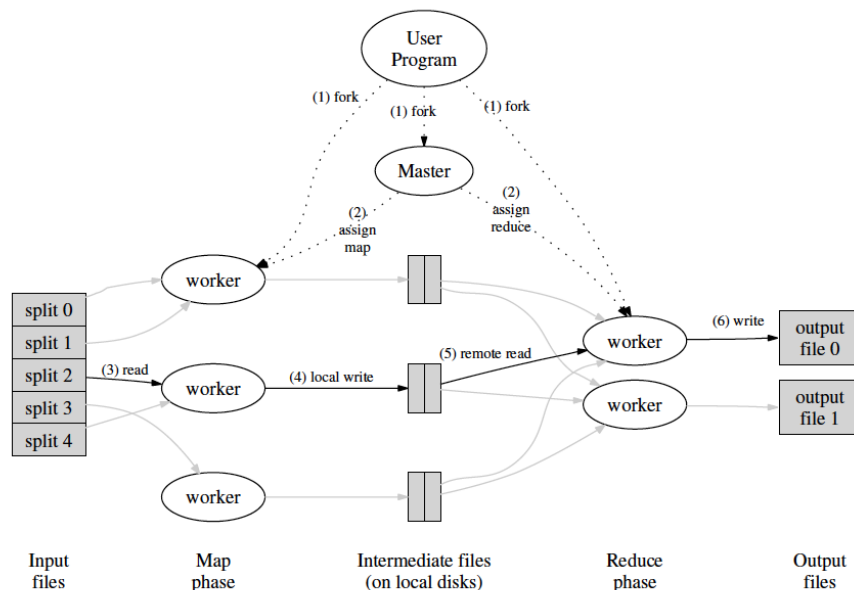 User
Program
(1) fork
(1) fork
(1) fork
Master
(2)
assign
map
(2)
assign
reduce
worker
split 0
split 1
split 2
split 3
split 4
(3) read
worker
(4) local write
(5) remote read
worker
(6) write
output
file 0
worker
output
file 1
worker
Input
files
Map
phase
Intermediate files
(on local disks)
Reduce
phase
Output
files